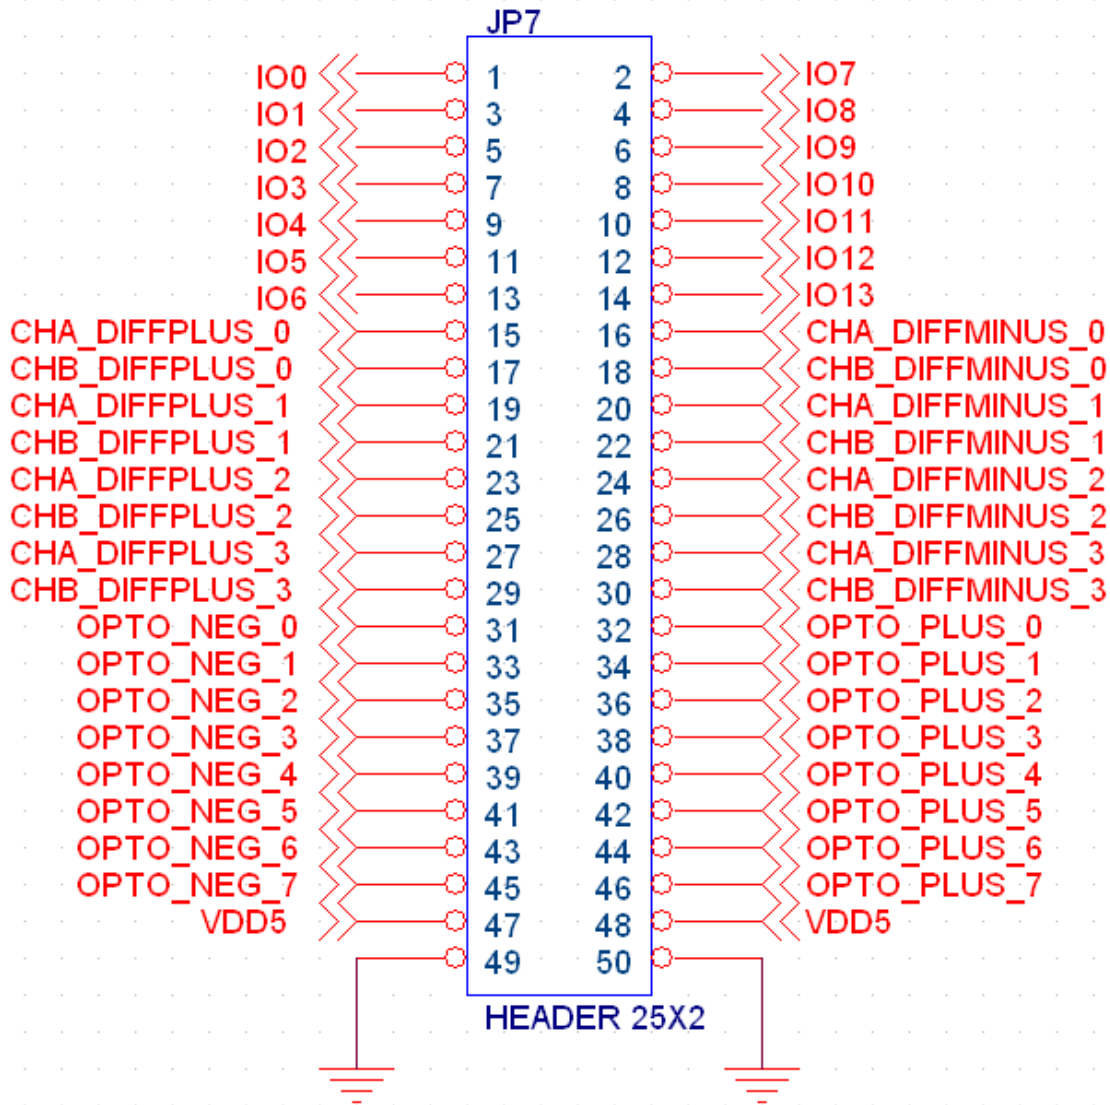 JP7
IO0 1 2 IO7
IO1 3 4 IO8
IO2 5 6 IO9
IO3 7 8 IO10
IO4 9 10 IO11
IO5 11 12 IO12
IO6 13 14 IO13
CHA_DIFFPLUS_0 15 16 CHA_DIFFMINUS_0
CHB_DIFFPLUS_0 17 18 CHB_DIFFMINUS_0
CHA_DIFFPLUS_1 19 20 CHA_DIFFMINUS_1
CHB_DIFFPLUS_1 21 22 CHB_DIFFMINUS_1
CHA_DIFFPLUS_2 23 24 CHA_DIFFMINUS_2
CHB_DIFFPLUS_2 25 26 CHB_DIFFMINUS_2
CHA_DIFFPLUS_3 27 28 CHA_DIFFMINUS_3
CHB_DIFFPLUS_3 29 30 CHB_DIFFMINUS_3
OPTO_NEG_0 31 32 OPTO_PLUS_0
OPTO_NEG_1 33 34 OPTO_PLUS_1
OPTO_NEG_2 35 36 OPTO_PLUS_2
OPTO_NEG_3 37 38 OPTO_PLUS_3
OPTO_NEG_4 39 40 OPTO_PLUS_4
OPTO_NEG_5 41 42 OPTO_PLUS_5
OPTO_NEG_6 43 44 OPTO_PLUS_6
OPTO_NEG_7 45 46 OPTO_PLUS_7
VDD5 47 48 VDD5
49 50
HEADER 25X2